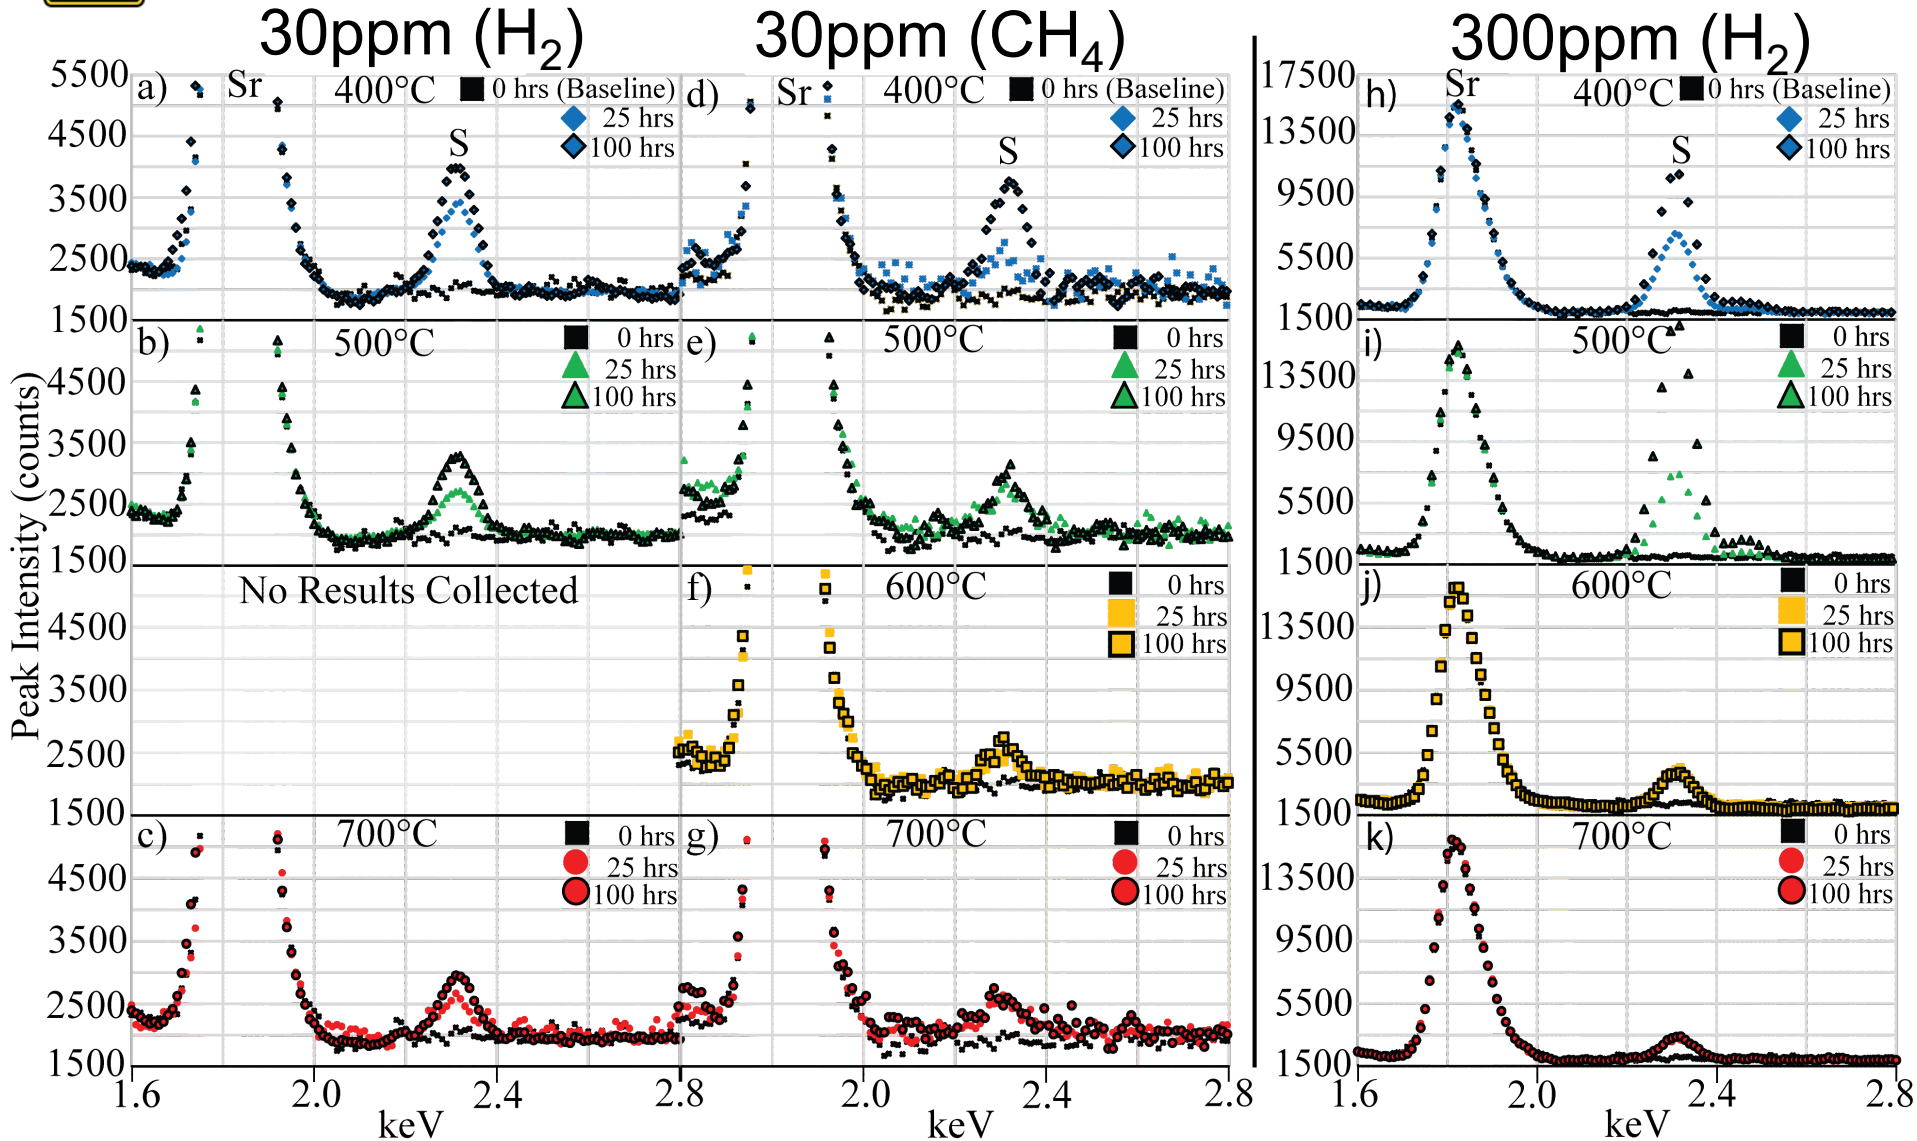 30ppm (H2) 30ppm (CH4) 300ppm (H2)
Peak Intensity (counts)
5500
4500
3500
2500
1500
a) Sr 400°C S
0 hrs (Baseline)
25 hrs
100 hrs
d) Sr S
0 hrs (Baseline)
25 hrs
100 hrs
17500
13500
9500
5500
1500
h) Sr 400°C S
0 hrs (Baseline)
25 hrs
100 hrs
4500
3500
2500
1500
b) 500°C
0 hrs
25 hrs
100 hrs
e) 500°C
0 hrs
25 hrs
100 hrs
13500
9500
5500
1500
i) 500°C
0 hrs
25 hrs
100 hrs
No Results Collected
4500
3500
2500
1500
f) 600°C
0 hrs
25 hrs
100 hrs
13500
9500
5500
1500
j) 600°C
0 hrs
25 hrs
100 hrs
4500
3500
2500
1500
c) 700°C
0 hrs
25 hrs
100 hrs
g) 700°C
0 hrs
25 hrs
100 hrs
13500
9500
5500
1500
k) 700°C
0 hrs
25 hrs
100 hrs
1.6 2.0 2.4 2.8 2.0 2.4 2.8 1.6 2.0 2.4 2.8
keV keV keV